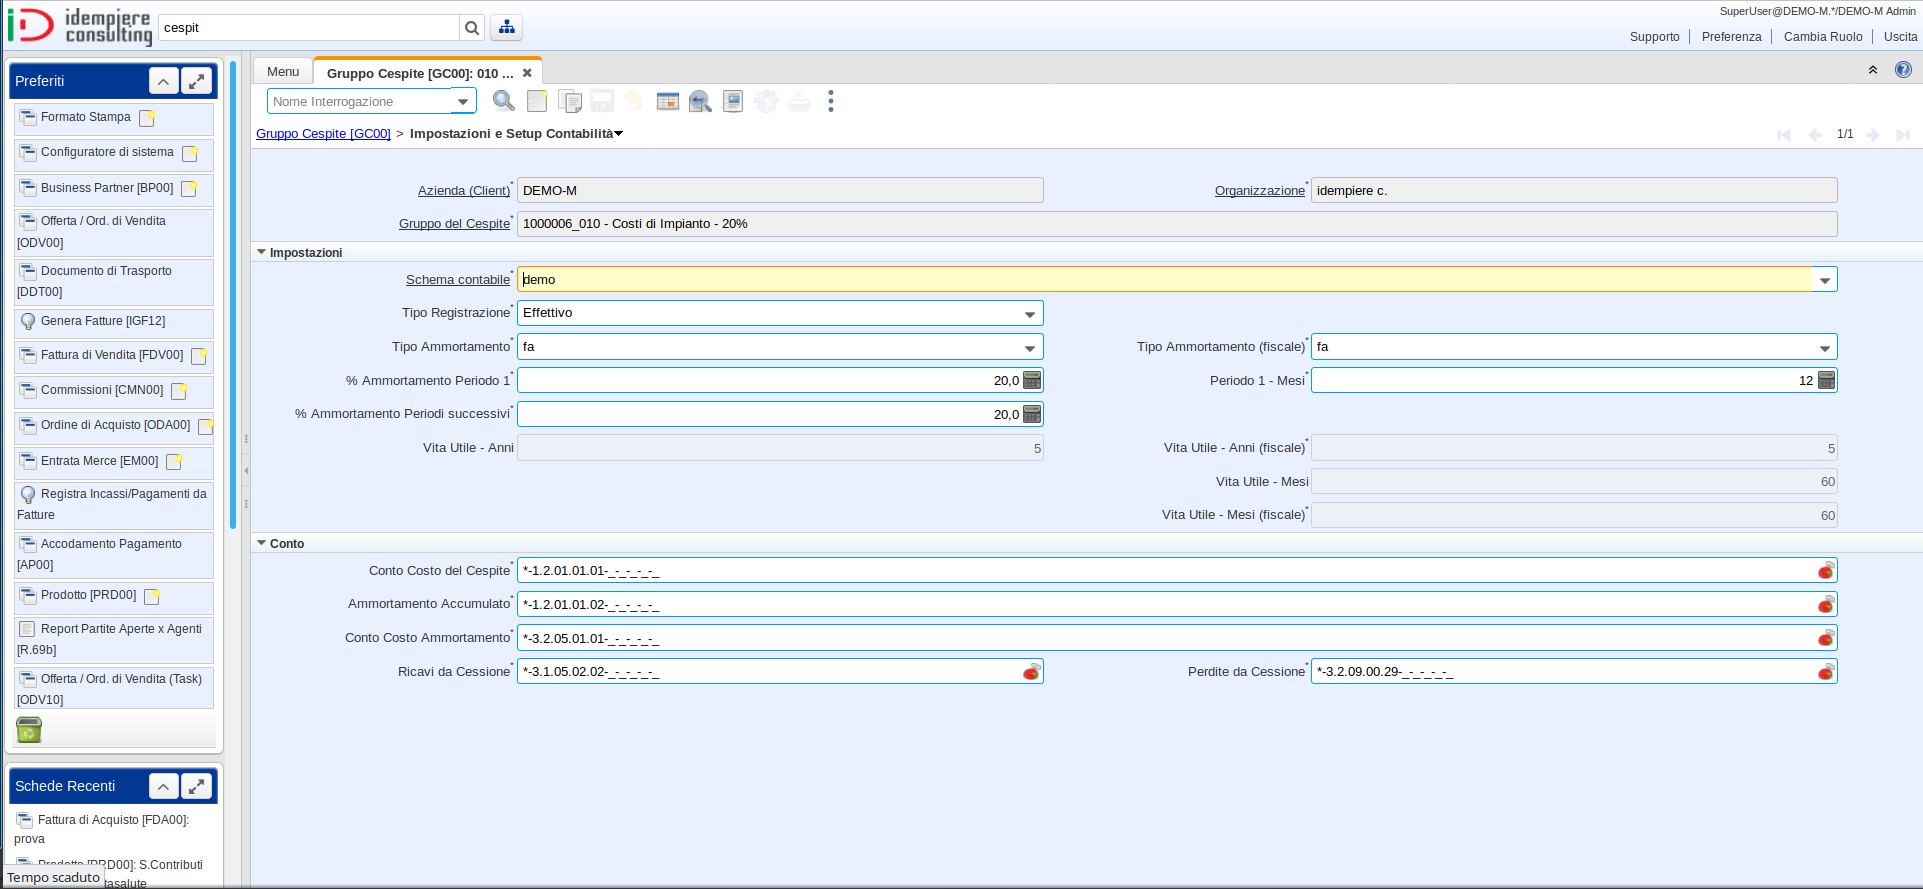 idempiere
consulting
cespit
SuperUser@DEMO-M.*/DEMO-M Admin
Supporto
Preferenza
Cambia Ruolo
Uscita
Preferiti
Formato Stampa
Configuratore di sistema
Business Partner [BP00]
Offerta / Ord. di Vendita
[ODV00]
Documento di Trasporto
[DDT00]
Genera Fatture [IGF12]
Fattura di Vendita [FDV00]
Commissioni [CMN00]
Ordine di Acquisto [ODA00]
Entrata Merce [EM00]
Registra Incassi/Pagamenti da
Fatture
Accodamento Pagamento
[AP00]
Prodotto [PRD00]
Report Partite Aperte x Agenti
[R.69b]
Offerta / Ord. di Vendita (Task)
[ODV10]
Schede Recenti
Fattura di Acquisto [FDA00]:
prova
Prodotto [PRD00]: S.Contributi
tasalute
Tempo scaduto
Menu
Gruppo Cespite [GC00]: 010 ...
Nome Interrogazione
Gruppo Cespite [GC00] > Impostazioni e Setup Contabilità
1/1
Azienda (Client)* DEMO-M
Organizzazione* idempiere c.
Gruppo del Cespite* 1000006_010 - Costi di Impianto - 20%
Impostazioni
Schema contabile* demo
Tipo Registrazione* Effettivo
Tipo Ammortamento* fa
Tipo Ammortamento (fiscale)* fa
% Ammortamento Periodo 1* 20,0
Periodo 1 - Mesi* 12
% Ammortamento Periodi successivi* 20,0
Vita Utile - Anni 5
Vita Utile - Anni (fiscale)* 5
Vita Utile - Mesi 60
Vita Utile - Mesi (fiscale)* 60
Conto
Conto Costo del Cespite* *-1.2.01.01.01-_-_-_-_-_
Ammortamento Accumulato* *-1.2.01.01.02-_-_-_-_-_
Conto Costo Ammortamento* *-3.2.05.01.01-_-_-_-_-_
Ricavi da Cessione* *-3.1.05.02.02-_-_-_-_-_
Perdite da Cessione* *-3.2.09.00.29-_-_-_-_-_